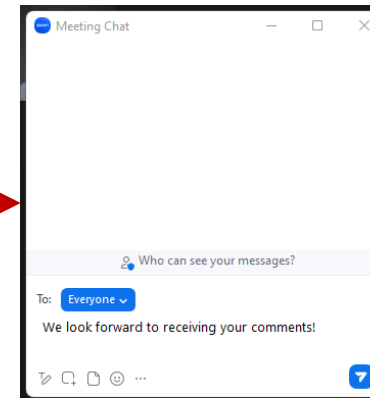 Meeting Chat
Who can see your messages?
To: Everyone
We look forward to receiving your comments!